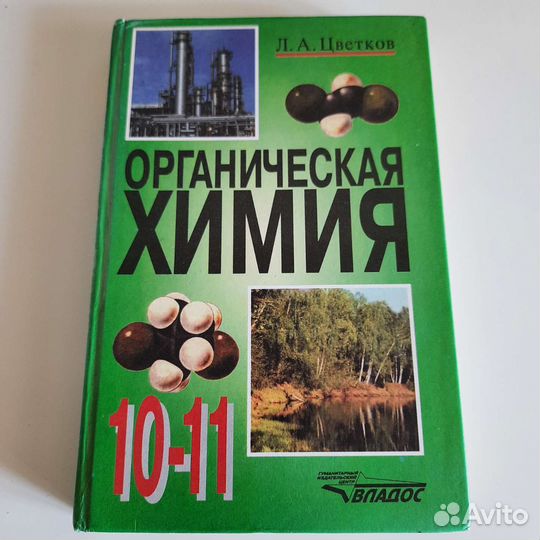 Л. А. Цветков
ОРГАНИЧЕСКАЯ
ХИМИЯ
10-11
ГУМАНИТАРНЫЙ
ИЗДАТЕЛЬСКИЙ
ЦЕНТР
ВЛАДОС
Avito